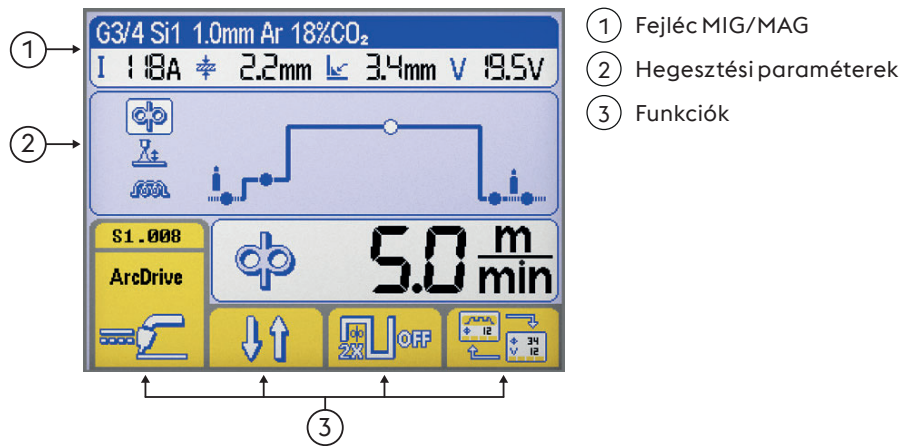 G3/4 Si1 1.0mm Ar 18%CO₂
I 118A 2.2mm 3.4mm V 19.5V
S1.008
ArcDrive
5.0 m/min
2X OFF
12
34
V 12
1
2
3
1 Fejléc MIG/MAG
2 Hegesztési paraméterek
3 Funkciók